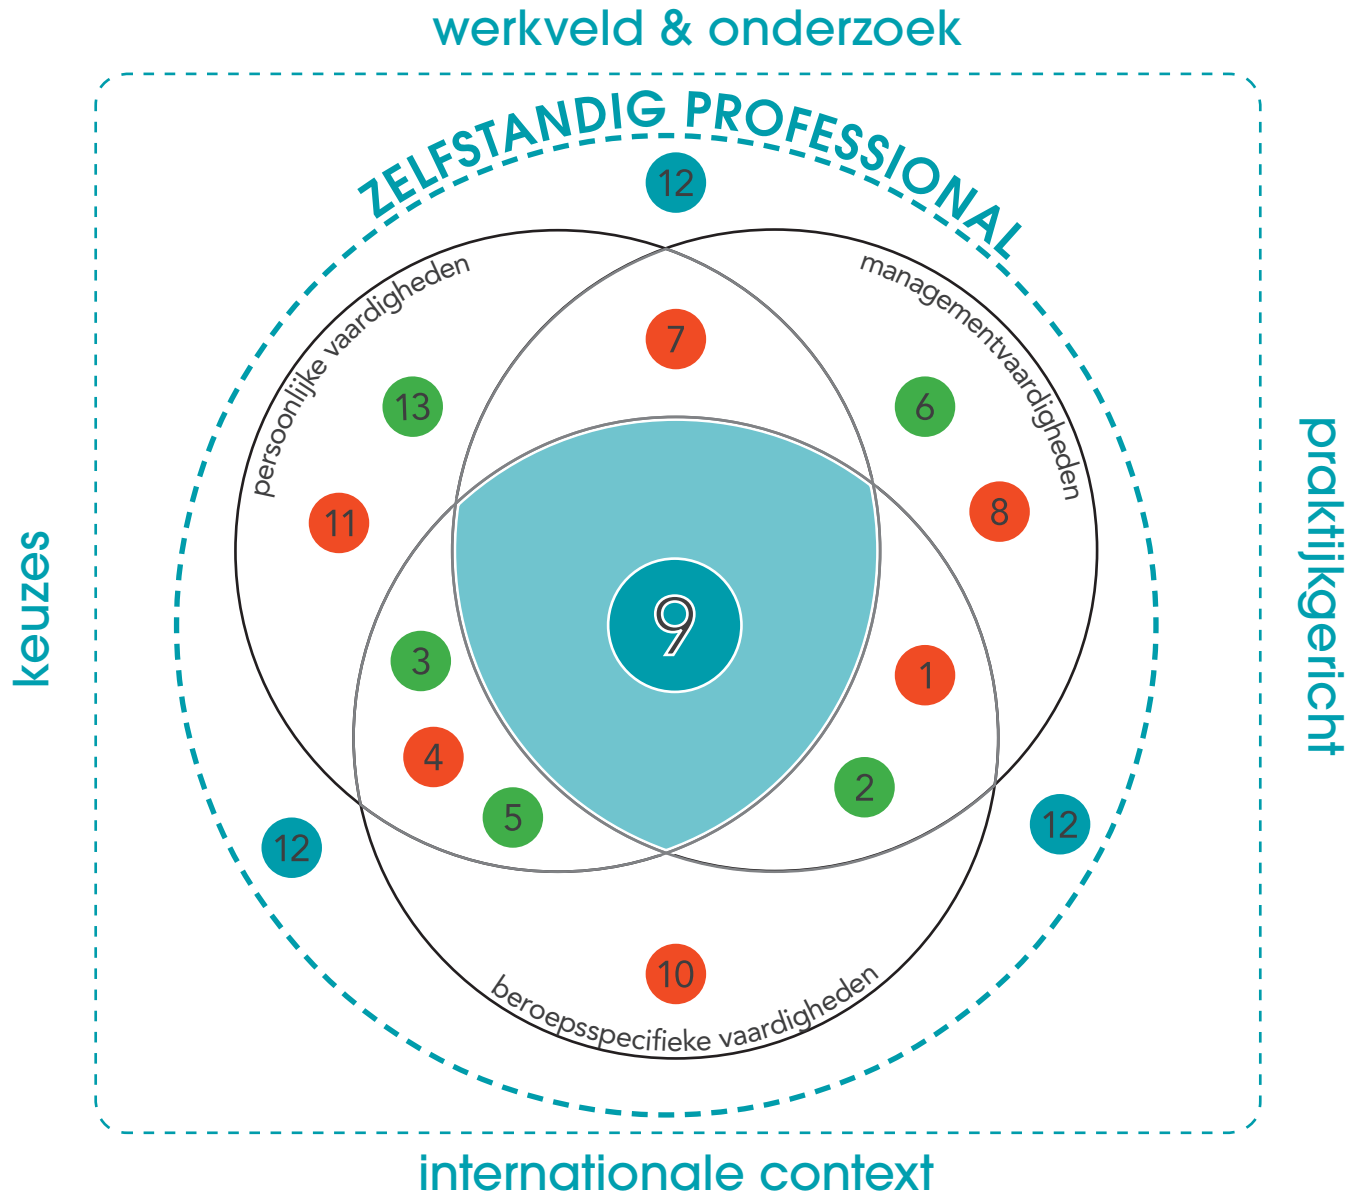 werkveld & onderzoek
ZELFSTANDIG PROFESSIONAL
12
persoonlijke vaardigheden
managementvaardigheden
7
13
6
11
8
keuzes
praktijkgericht
9
3
1
4
2
5
12
12
10
beroepsspecifieke vaardigheden
internationale context